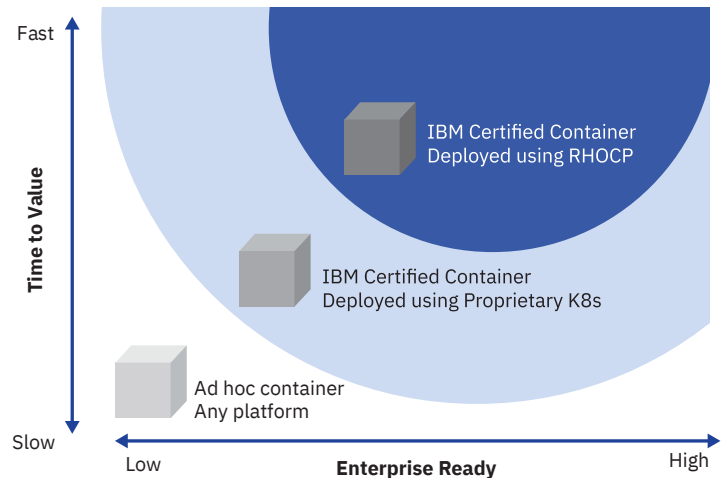 Fast
IBM Certified Container
Deployed using RHOCP
Time to Value
IBM Certified Container
Deployed using Proprietary K8s
Ad hoc container
Any platform
Slow
Low
Enterprise Ready
High